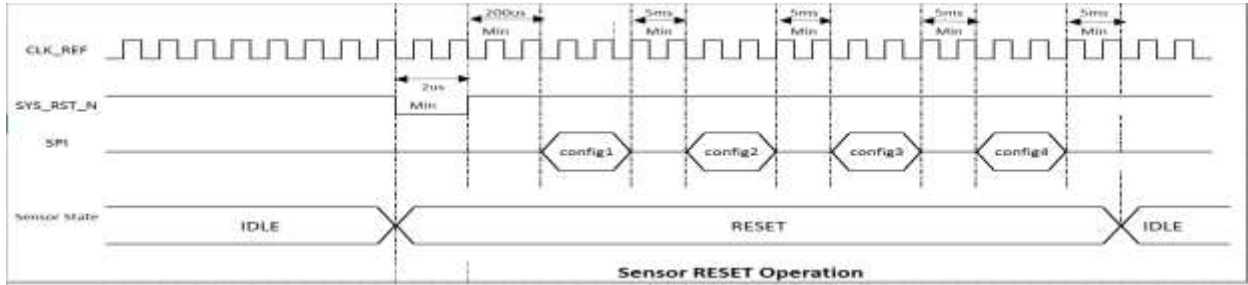 200us 5ms 5ms 5ms 5ms
Min Min Min Min Min
CLK_REF
2us
SYS_RST_N Min
SPI config1 config2 config3 config4
Sensor State IDLE RESET IDLE
Sensor RESET Operation